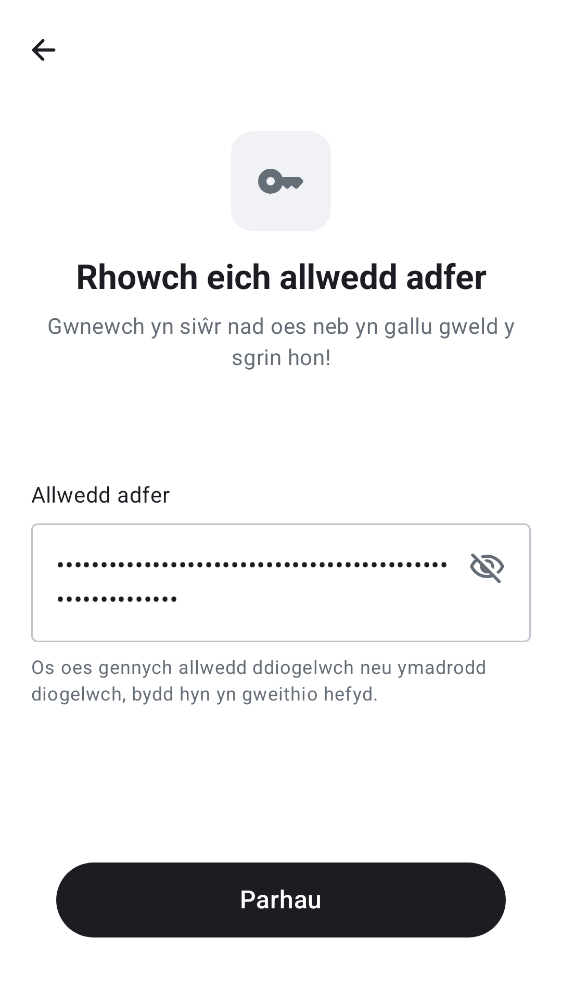 Rhowch eich allwedd adfer
Gwnewch yn siŵr nad oes neb yn gallu gweld y
sgrin hon!
Allwedd adfer
•••••••••••••••••••••••••••••••••••••••••••••
••••••••••••••
Os oes gennych allwedd ddiogelwch neu ymadrodd
diogelwch, bydd hyn yn gweithio hefyd.
Parhau